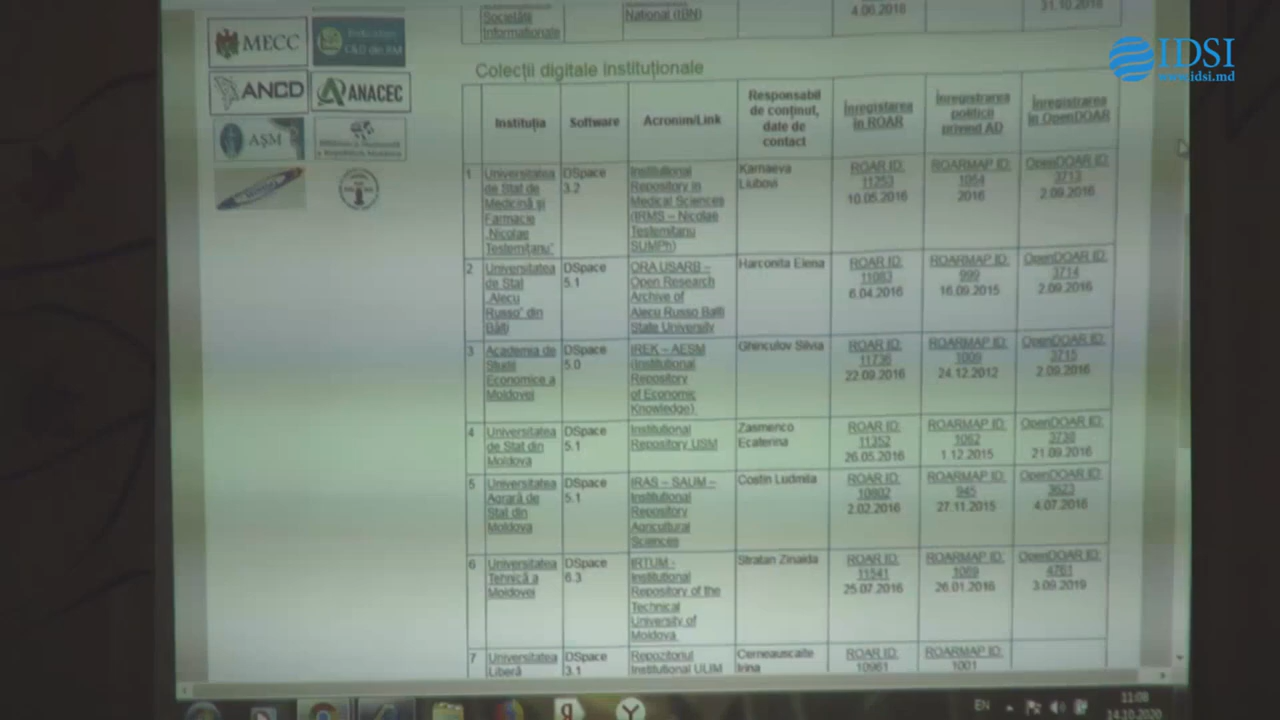 Societăți
Informaționale
National (IBN)
4.06.2018
31.10.2018
MECC
ANCD
ANACEC
AȘM
IDSI
www.idsi.md
Colecții digitale instituționale
Instituția
Software
Acronim/Link
Responsabil
de conținut,
date de
contact
Înregistarea
în ROAR
Înregistrarea
politicii
privind AD
Înregistrarea
în OpenDOAR
1
Universitatea
de Stat de
Medicină și
Farmacie
„Nicolae
Testemițanu"
DSpace
3.2
Institutional
Repository in
Medical Sciences
(IRMS – Nicolae
Testemitanu
SUMPh)
Karnaeva
Liubovi
ROAR ID:
11253
10.05.2016
ROARMAP ID:
1064
2016
OpenDOAR ID:
3713
2.09.2016
2
Universitatea
de Stat
„Alecu
Russo" din
Bălți
DSpace
5.1
ORA USARB –
Open Research
Archive of
Alecu Russo Balti
State University
Harconita Elena
ROAR ID:
11083
6.04.2016
ROARMAP ID:
999
16.09.2015
OpenDOAR ID:
3714
2.09.2016
3
Academia de
Studii
Economice a
Moldovei
DSpace
5.0
IREK – AESM
(Institutional
Repository
of Economic
Knowledge)
Ghinculov Silvia
ROAR ID:
11736
22.09.2016
ROARMAP ID:
1009
24.12.2012
OpenDOAR ID:
3715
2.09.2016
4
Universitatea
de Stat din
Moldova
DSpace
5.1
Institutional
Repository USM
Zasmenco
Ecaterina
ROAR ID:
11352
26.05.2016
ROARMAP ID:
1062
1.12.2015
OpenDOAR ID:
3738
21.09.2016
5
Universitatea
Agrară de
Stat din
Moldova
DSpace
5.1
IRAS – SAUM –
Institutional
Repository
Agricultural
Sciences
Costin Ludmila
ROAR ID:
10802
2.02.2016
ROARMAP ID:
945
27.11.2015
OpenDOAR ID:
3623
4.07.2016
6
Universitatea
Tehnică a
Moldovei
DSpace
6.3
IRTUM -
Institutional
Repository of the
Technical
University of
Moldova
Stratan Zinaida
ROAR ID:
11541
25.07.2016
ROARMAP ID:
1069
26.01.2016
OpenDOAR ID:
4761
3.09.2019
7
Universitatea
Liberă
DSpace
3.1
Repozitoriul
Instituțional ULIM
Cerneauscaite
Irina
ROAR ID:
10961
ROARMAP ID:
1001
EN
11:08
14.10.2020